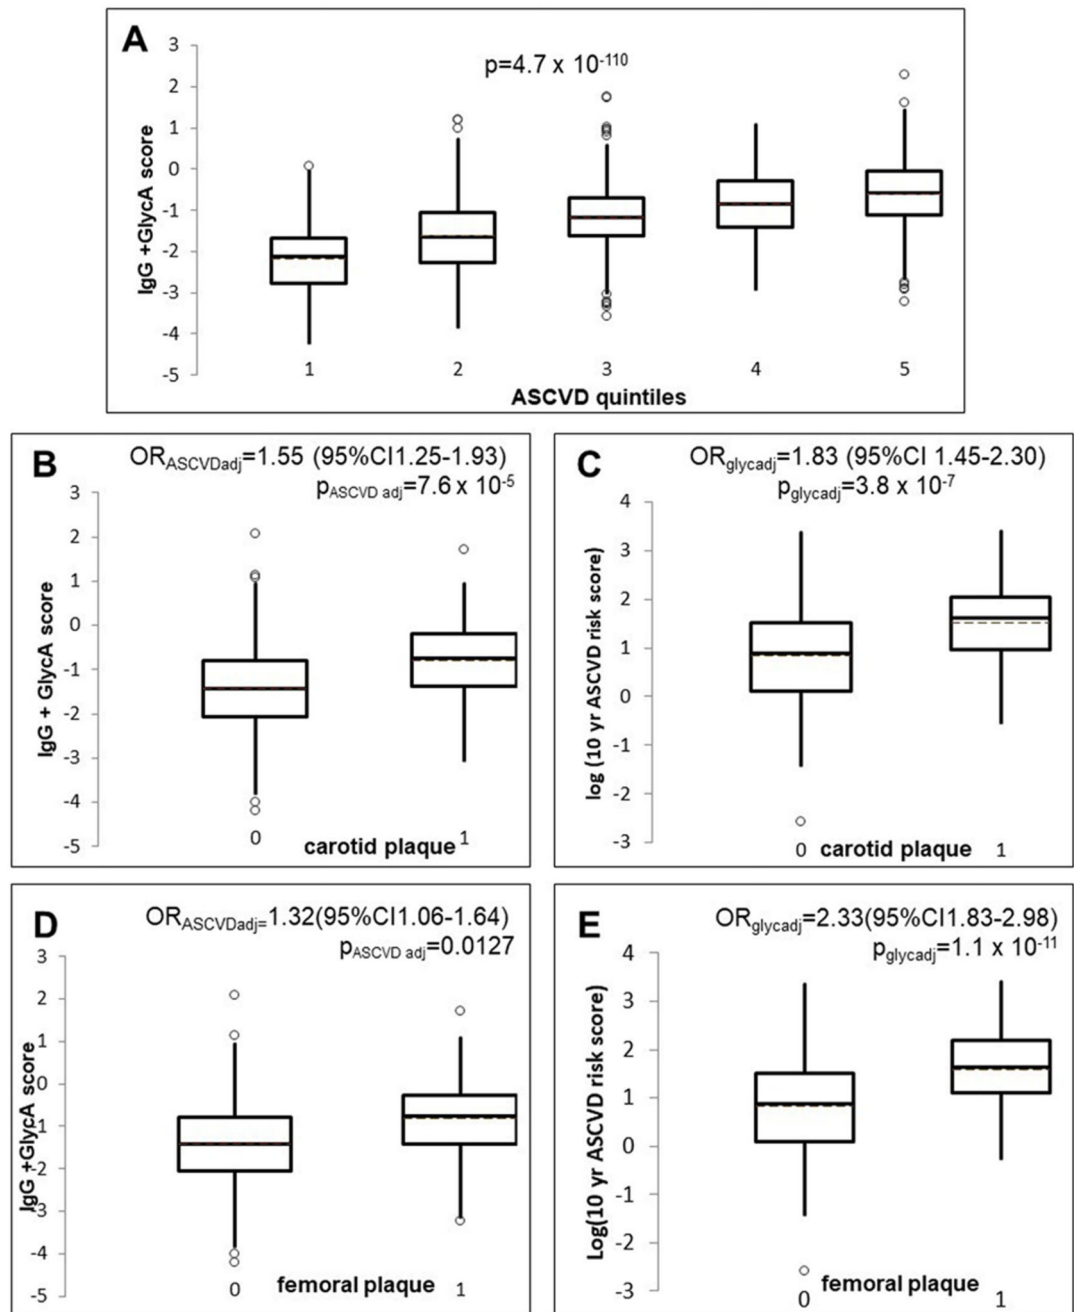 A
p=4.7 x 10-110
IgG +GlycA score
3
2
1
0
-1
-2
-3
-4
-5
1 2 3 4 5
ASCVD quintiles
B
ORASCVDadj=1.55 (95%CI1.25-1.93)
pASCVD adj=7.6 x 10-5
IgG + GlycA score
3
2
1
0
-1
-2
-3
-4
-5
0 carotid plaque 1
C
ORglycadj=1.83 (95%CI 1.45-2.30)
pglycadj=3.8 x 10-7
log (10 yr ASCVD risk score)
4
3
2
1
0
-1
-2
-3
0 carotid plaque 1
D
ORASCVDadj=1.32(95%CI1.06-1.64)
pASCVD adj=0.0127
IgG +GlycA score
3
2
1
0
-1
-2
-3
-4
-5
0 femoral plaque 1
E
ORglycadj=2.33(95%CI1.83-2.98)
pglycadj=1.1 x 10-11
Log(10 yr ASCVD risk score)
4
3
2
1
0
-1
-2
-3
0 femoral plaque 1